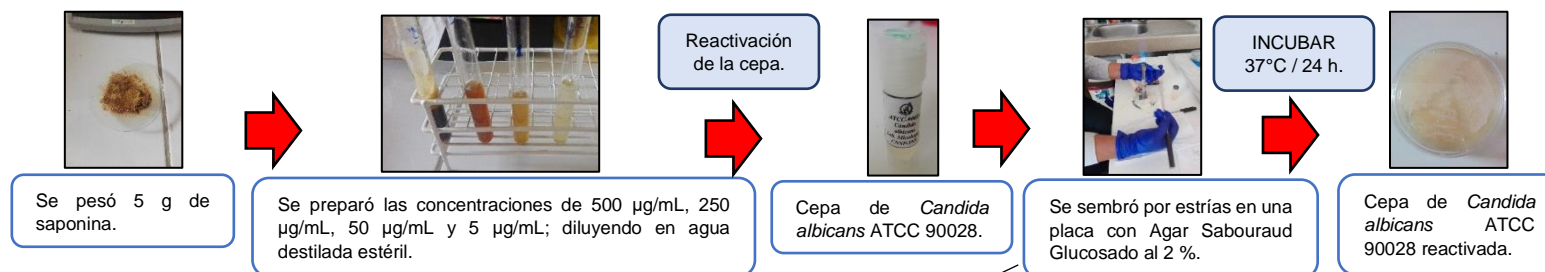 Reactivación
de la cepa.
INCUBAR
37°C / 24 h.
ATCC
Candida
albicans
Se pesó 5 g de
saponina.
Se preparó las concentraciones de 500 µg/mL, 250
µg/mL, 50 µg/mL y 5 µg/mL; diluyendo en agua
destilada estéril.
Cepa de Candida
albicans ATCC 90028.
Se sembró por estrías en una
placa con Agar Sabouraud
Glucosado al 2 %.
Cepa de Candida
albicans ATCC
90028 reactivada.